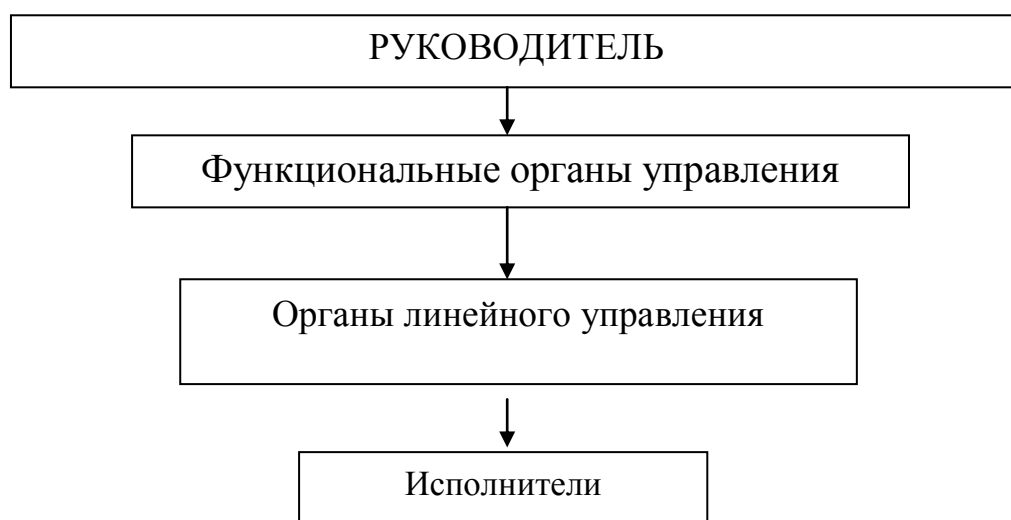 РУКОВОДИТЕЛЬ
Функциональные органы управления
Органы линейного управления
Исполнители